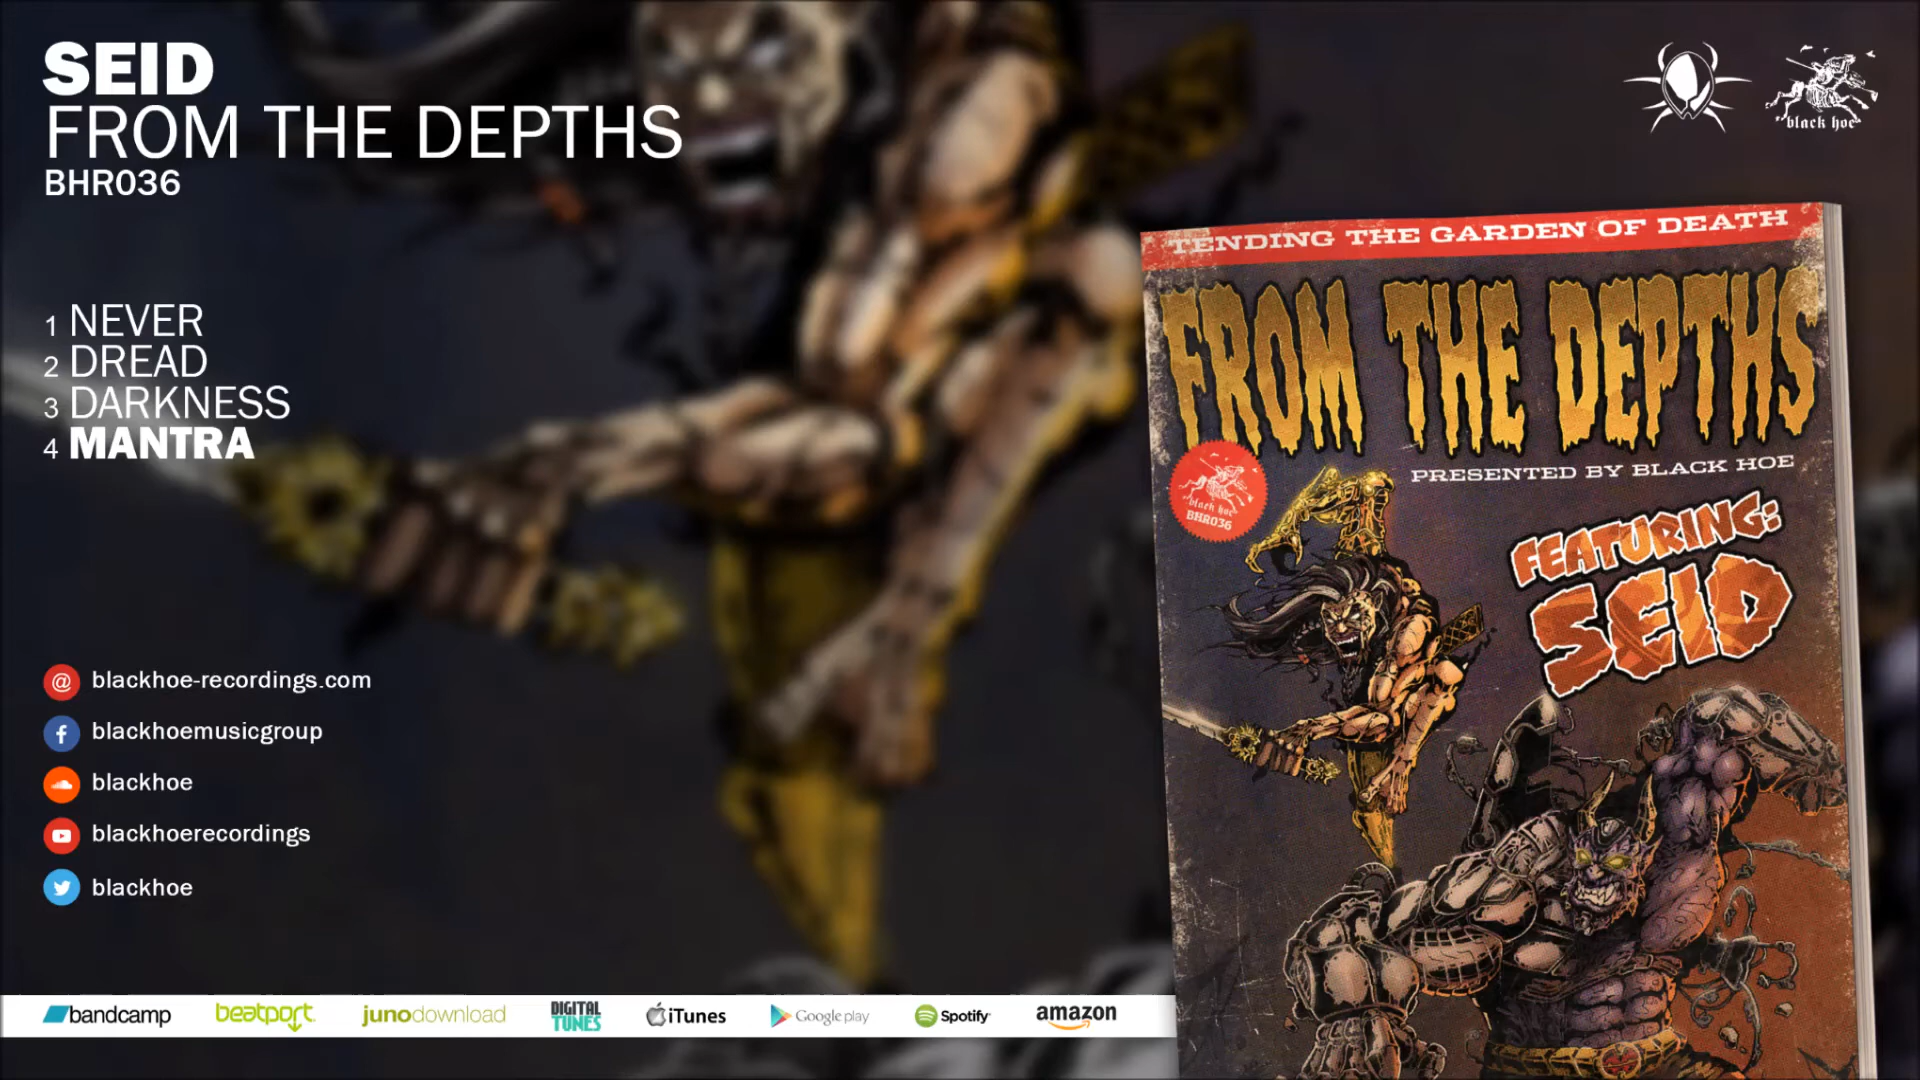 SEID
FROM THE DEPTHS
BHR036
1 NEVER
2 DREAD
3 DARKNESS
4 MANTRA
@ blackhoe-recordings.com
f blackhoemusicgroup
blackhoe
blackhoerecordings
blackhoe
bandcamp beatport junodownload DIGITAL TUNES iTunes Google play Spotify amazon
black hoe
TENDING THE GARDEN OF DEATH
FROM THE DEPTHS
PRESENTED BY BLACK HOE
black hoe
BHR036
FEATURING:
SEID